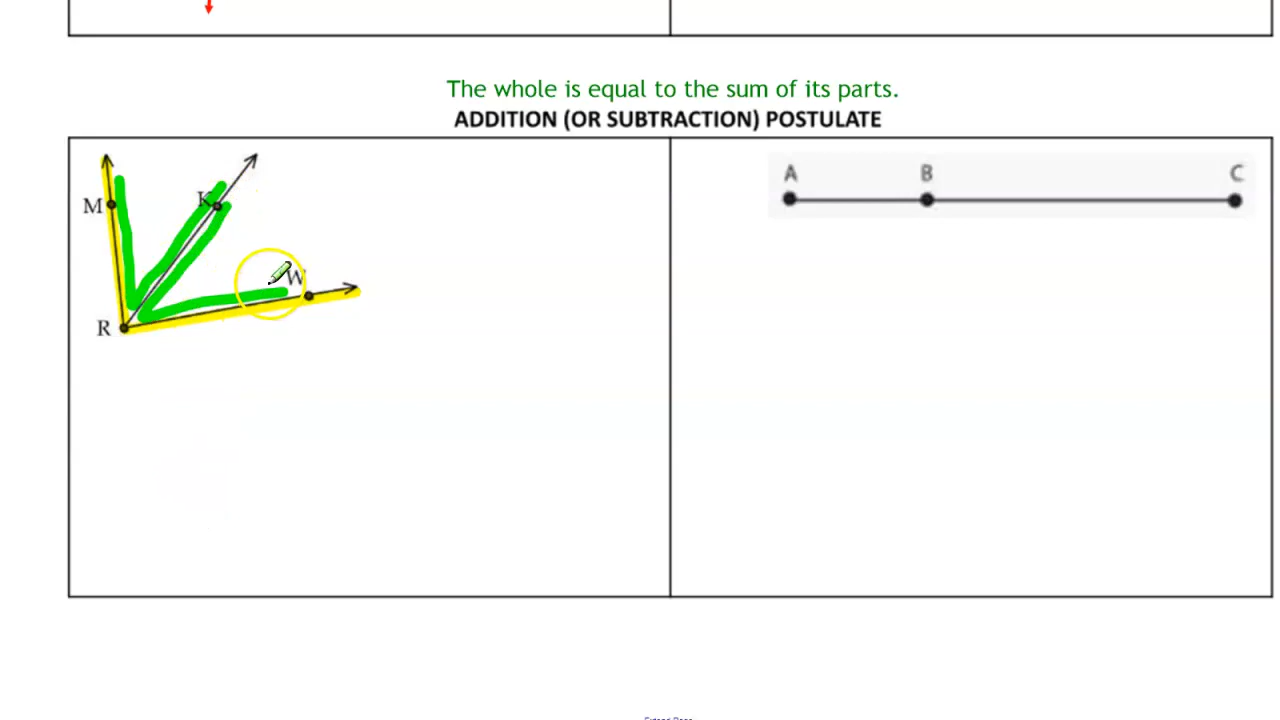 The whole is equal to the sum of its parts.
ADDITION (OR SUBTRACTION) POSTULATE
M
K
W
R
A B C